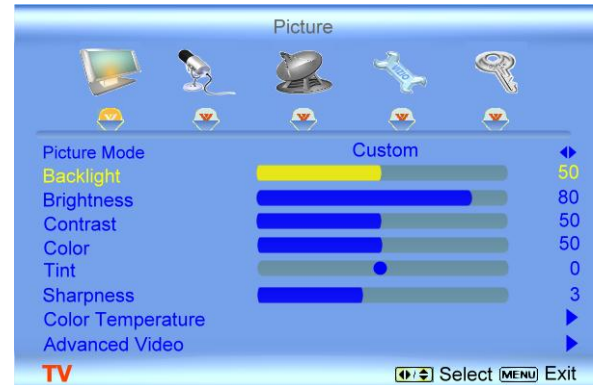 Picture
Picture Mode Custom
Backlight 50
Brightness 80
Contrast 50
Color 50
Tint 0
Sharpness 3
Color Temperature
Advanced Video
TV Select MENU Exit